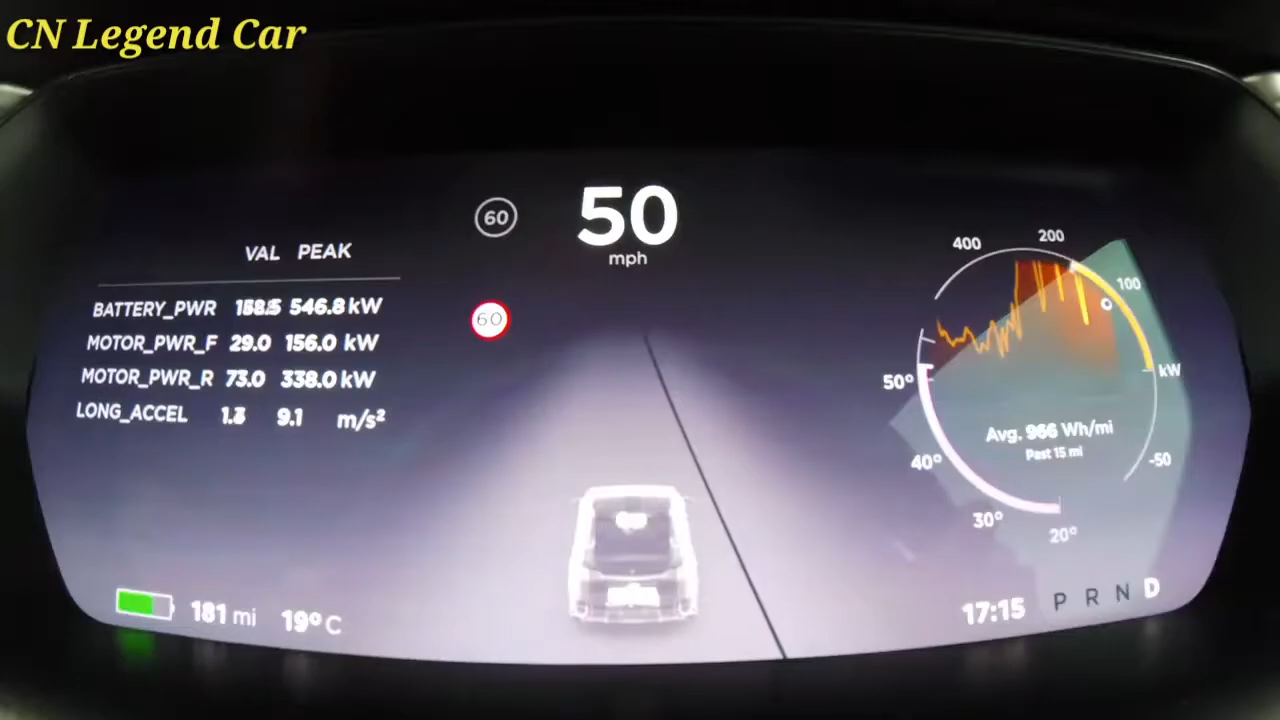 CN Legend Car
60
50
mph
60
VAL PEAK
BATTERY_PWR 546.8 kW
MOTOR_PWR_F 29.0 156.0 kW
MOTOR_PWR_R 73.0 338.0 kW
LONG_ACCEL 9.1 m/s²
400
200
100
kW
-50
50°
40°
30°
20°
Avg. 966 Wh/mi
Past 15 mi
181 mi 19° C
17:15 P R N D